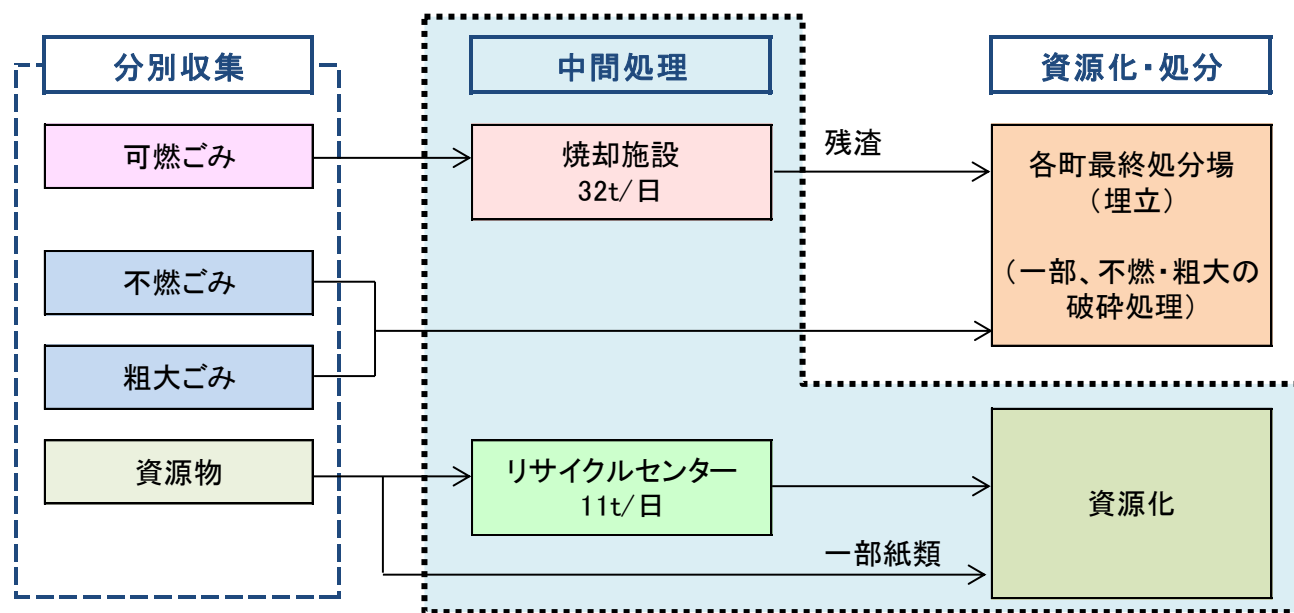 分別収集
中間処理
資源化・処分
可燃ごみ
焼却施設
32t/日
残渣
各町最終処分場
（埋立）
（一部、不燃・粗大の
破砕処理）
不燃ごみ
粗大ごみ
資源物
リサイクルセンター
11t/日
一部紙類
資源化